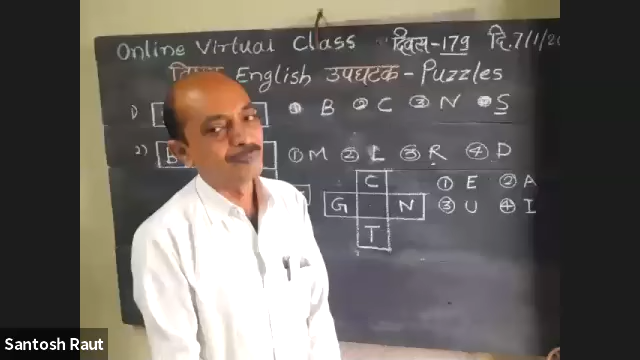 Online Virtual Class दिवस-179 दि. 7/1/20
विषय English उपघटक - Puzzles
1) ① B ② C ③ N ④ S
2) B ① M ② L ③ R ④ D
C ① E ② A
G N ③ U ④ I
T
Santosh Raut